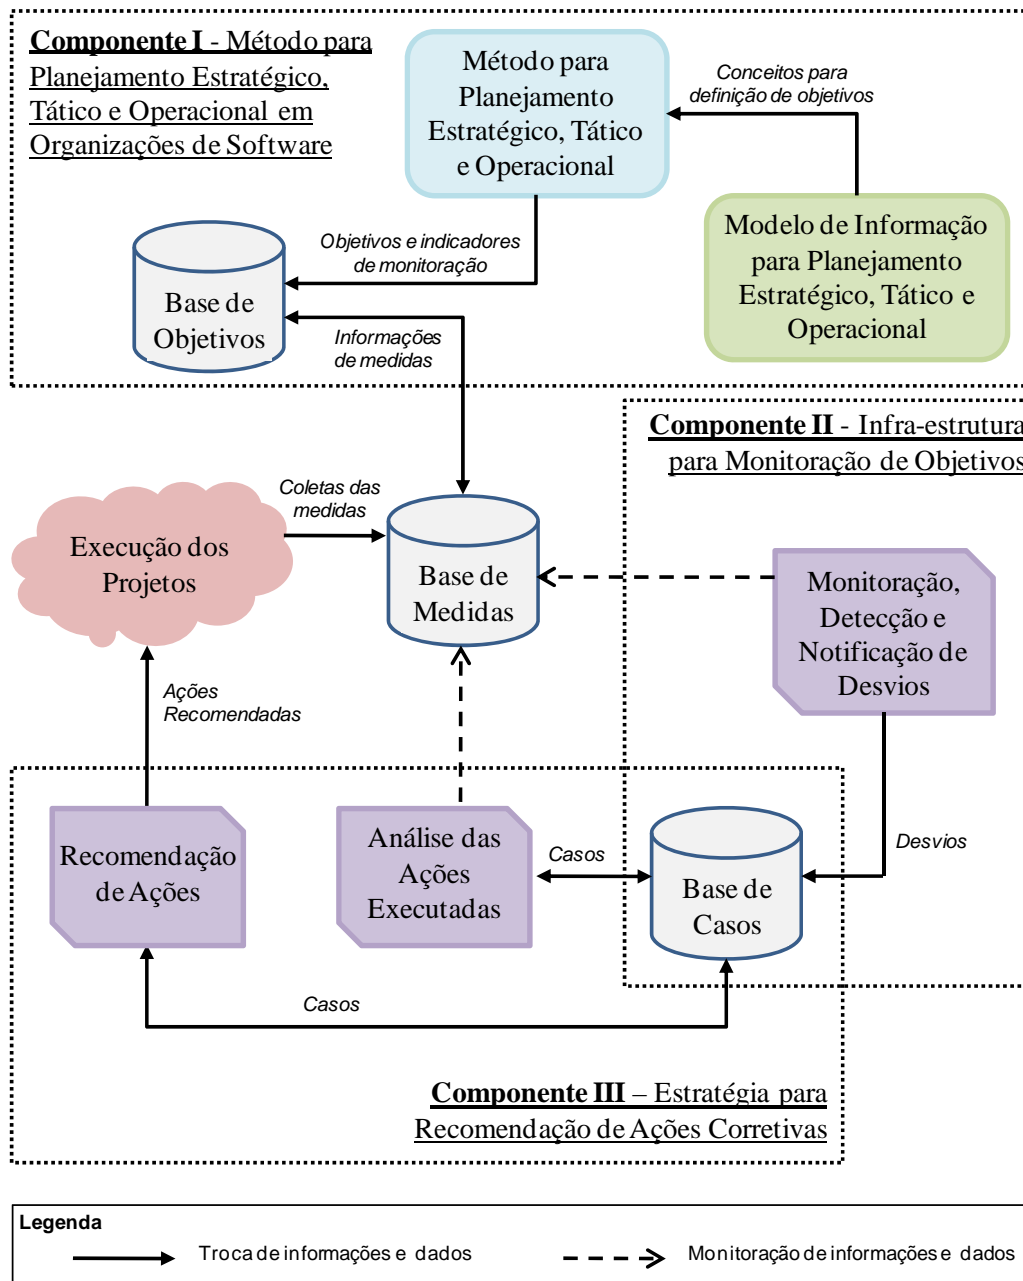 Componente I - Método para
Planejamento Estratégico,
Tático e Operacional em
Organizações de Software
Método para
Planejamento
Estratégico, Tático
e Operacional
Conceitos para
definição de objetivos
Modelo de Informação
para Planejamento
Estratégico, Tático e
Operacional
Objetivos e indicadores
de monitoração
Base de
Objetivos
Informações
de medidas
Componente II - Infra-estrutura
para Monitoração de Objetivos
Coletas das
medidas
Execução dos
Projetos
Base de
Medidas
Monitoração,
Detecção e
Notificação de
Desvios
Ações
Recomendadas
Recomendação
de Ações
Análise das
Ações
Executadas
Casos
Base de
Casos
Desvios
Casos
Componente III – Estratégia para
Recomendação de Ações Corretivas
Legenda
Troca de informações e dados
Monitoração de informações e dados